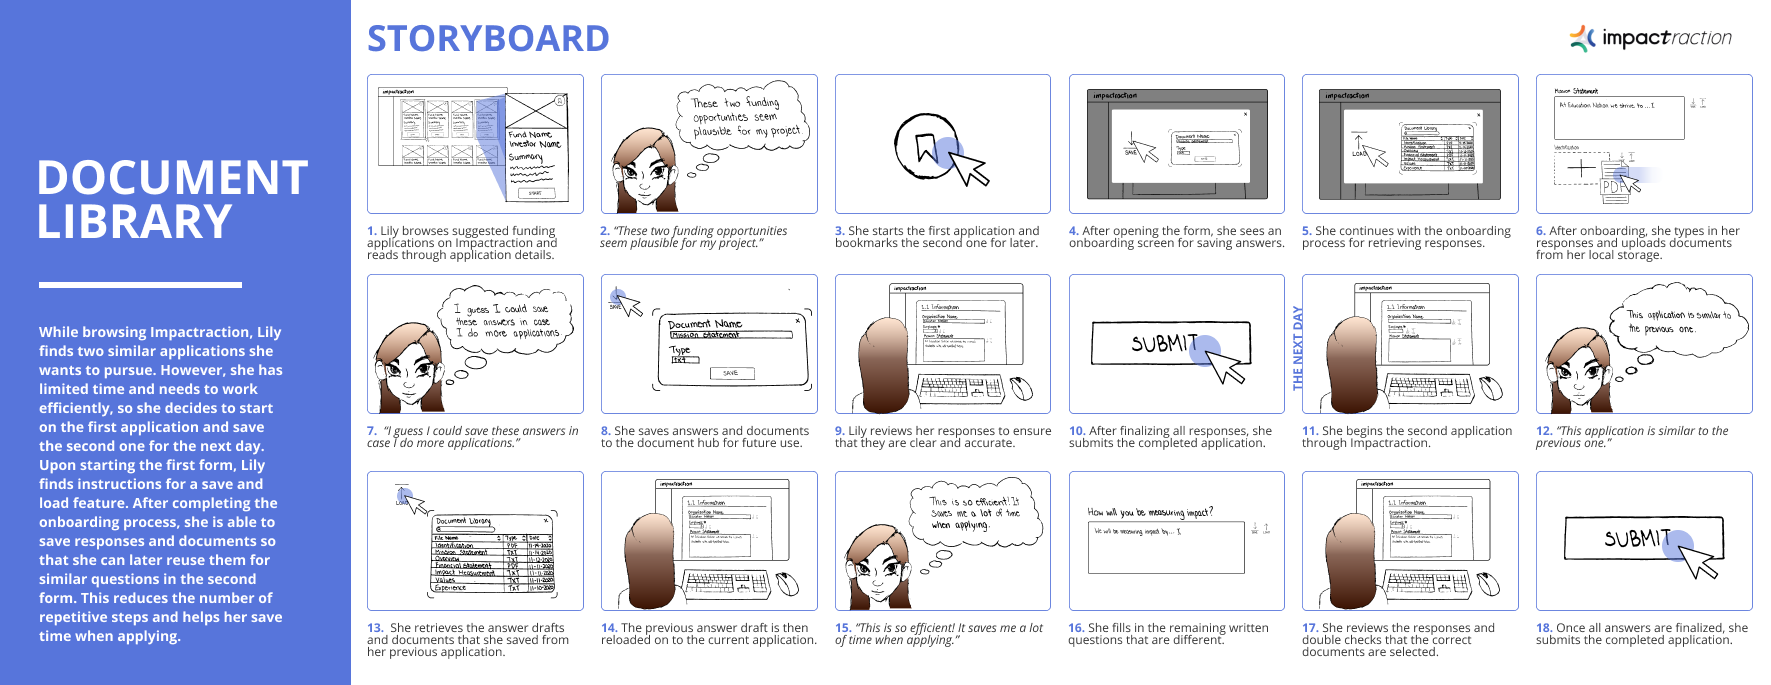 DOCUMENT
LIBRARY
While browsing Impactraction, Lily
finds two similar applications she
wants to pursue. However, she has
limited time and needs to work
efficiently, so she decides to start
on the first application and save
the second one for the next day.
Upon starting the first form, Lily
finds instructions for a save and
load feature. After completing the
onboarding process, she is able to
save responses and documents so
that she can later reuse them for
similar questions in the second
form. This reduces the number of
repetitive steps and helps her save
time when applying.
STORYBOARD
impactraction
impactraction
Fund Name
Investor Name
Summary
START
1. Lily browses suggested funding
applications on Impactraction and
reads through application details.
These two funding
opportunities seem
plausible for my project
2. “These two funding opportunities
seem plausible for my project.”
3. She starts the first application and
bookmarks the second one for later.
impactraction
SAVE
Document Name
Mission Statement
Type
4. After opening the form, she sees an
onboarding screen for saving answers.
impactraction
LOAD
Document Library
5. She continues with the onboarding
process for retrieving responses.
Mission Statement
At Education Nation we strive to...
Identification
PDF
6. After onboarding, she types in her
responses and uploads documents
from her local storage.
I guess I could save
these answers in case
I do more applications.
7. “I guess I could save these answers in
case I do more applications.”
SAVE
Document Name
x
Mission Statement
Type
TXT
SAVE
8. She saves answers and documents
to the document hub for future use.
impactraction
1.1 Information
Organization Name
9. Lily reviews her responses to ensure
that they are clear and accurate.
SUBMIT
10. After finalizing all responses, she
submits the completed application.
THE NEXT DAY
impactraction
1.1 Information
Organization Name
11. She begins the second application
through Impactraction.
This application is similar to
the previous one.
12. “This application is similar to the
previous one.”
LOAD
Document Library
x
File Name Type Date
Identification PDF
Mission Statement TXT
Overview TXT
Financial Statement PDF
Impact Measurement TXT
Values TXT
Experience TXT
13. She retrieves the answer drafts
and documents that she saved from
her previous application.
impactraction
1.1 Information
Organization Name
14. The previous answer draft is then
reloaded on to the current application.
This is so efficient! It
saves me a lot of time
when applying.
15. “This is so efficient! It saves me a lot
of time when applying.”
How will you be measuring impact?
We will be measuring impact by...
16. She fills in the remaining written
questions that are different.
impactraction
1.1 Information
Organization Name
17. She reviews the responses and
double checks that the correct
documents are selected.
SUBMIT
18. Once all answers are finalized, she
submits the completed application.